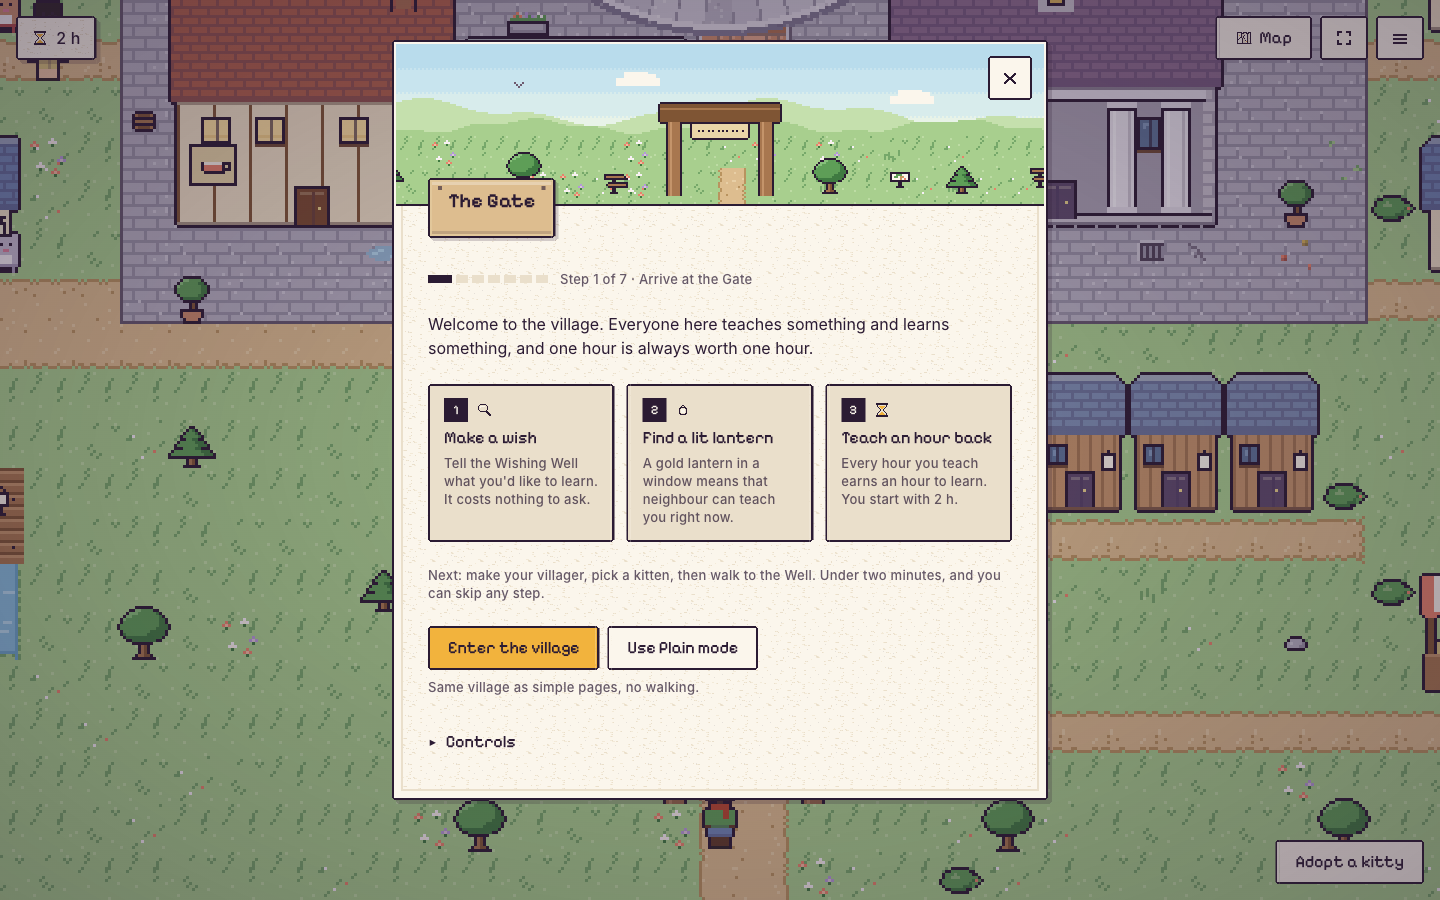 2 h
Map
The Gate
Step 1 of 7 · Arrive at the Gate
Welcome to the village. Everyone here teaches something and learns
something, and one hour is always worth one hour.
1
Make a wish
Tell the Wishing Well
what you'd like to learn.
It costs nothing to ask.
2
Find a lit lantern
A gold lantern in a
window means that
neighbour can teach
you right now.
3
Teach an hour back
Every hour you teach
earns an hour to learn.
You start with 2 h.
Next: make your villager, pick a kitten, then walk to the Well. Under two minutes, and you
can skip any step.
Enter the village
Use Plain mode
Same village as simple pages, no walking.
Controls
Adopt a kitty